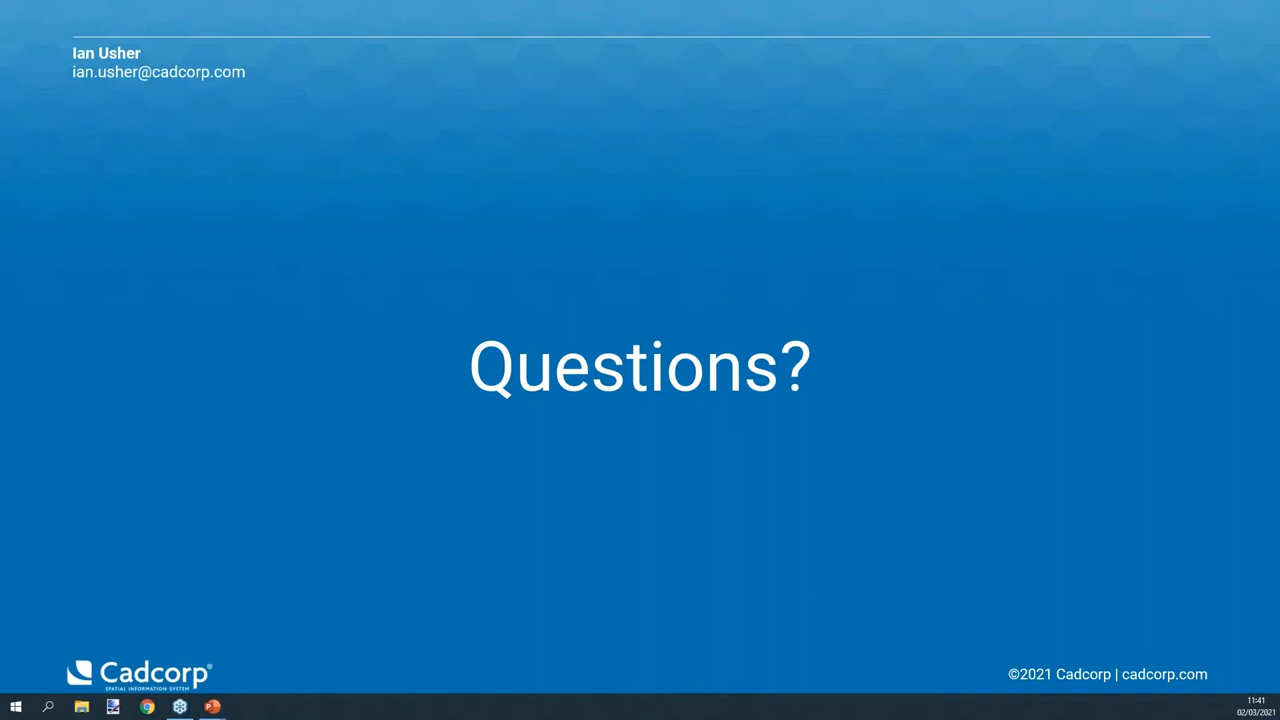 Ian Usher
ian.usher@cadcorp.com
Questions?
Cadcorp®
SPATIAL INFORMATION SYSTEM
©2021 Cadcorp | cadcorp.com
11:41
02/03/2021